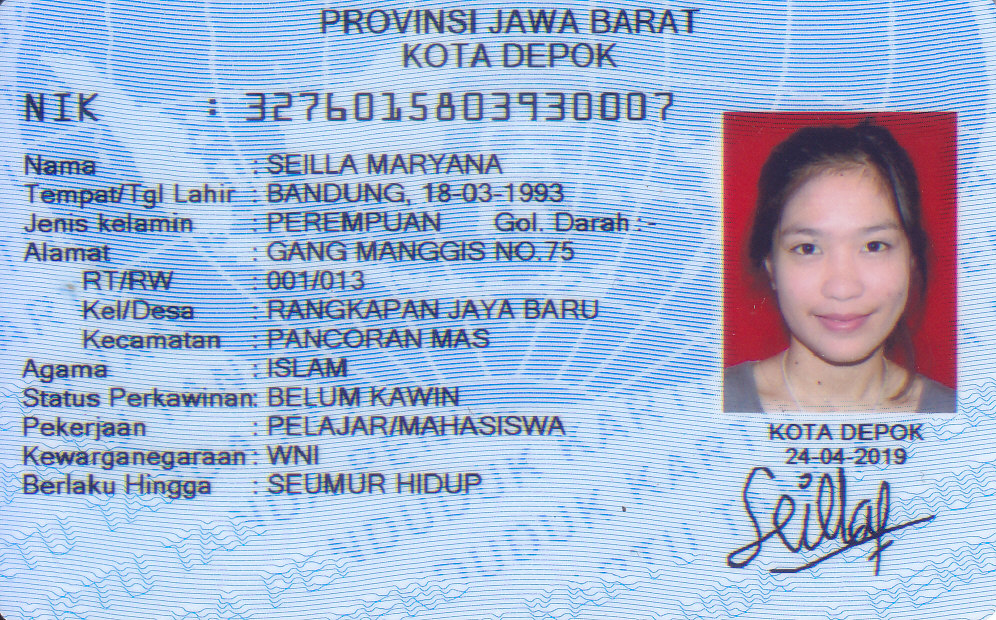 PROVINSI JAWA BARAT
KOTA DEPOK
NIK : 3276015803930007
Nama : SEILLA MARYANA
Tempat/Tgl Lahir : BANDUNG, 18-03-1993
Jenis kelamin : PEREMPUAN Gol. Darah : -
Alamat : GANG MANGGIS NO.75
RT/RW : 001/013
Kel/Desa : RANGKAPAN JAYA BARU
Kecamatan : PANCORAN MAS
Agama : ISLAM
Status Perkawinan: BELUM KAWIN
Pekerjaan : PELAJAR/MAHASISWA
Kewarganegaraan : WNI
Berlaku Hingga : SEUMUR HIDUP
KOTA DEPOK
24-04-2019